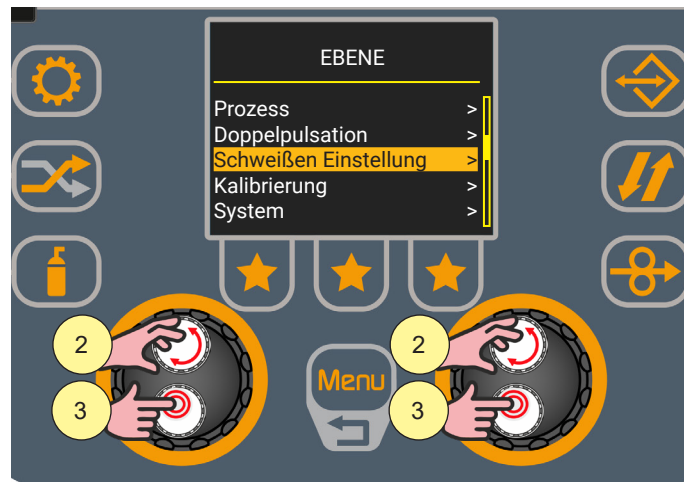 EBENE
Prozess >
Doppelpulsation >
Schweißen Einstellung >
Kalibrierung >
System >
2
2
Menu
3
3